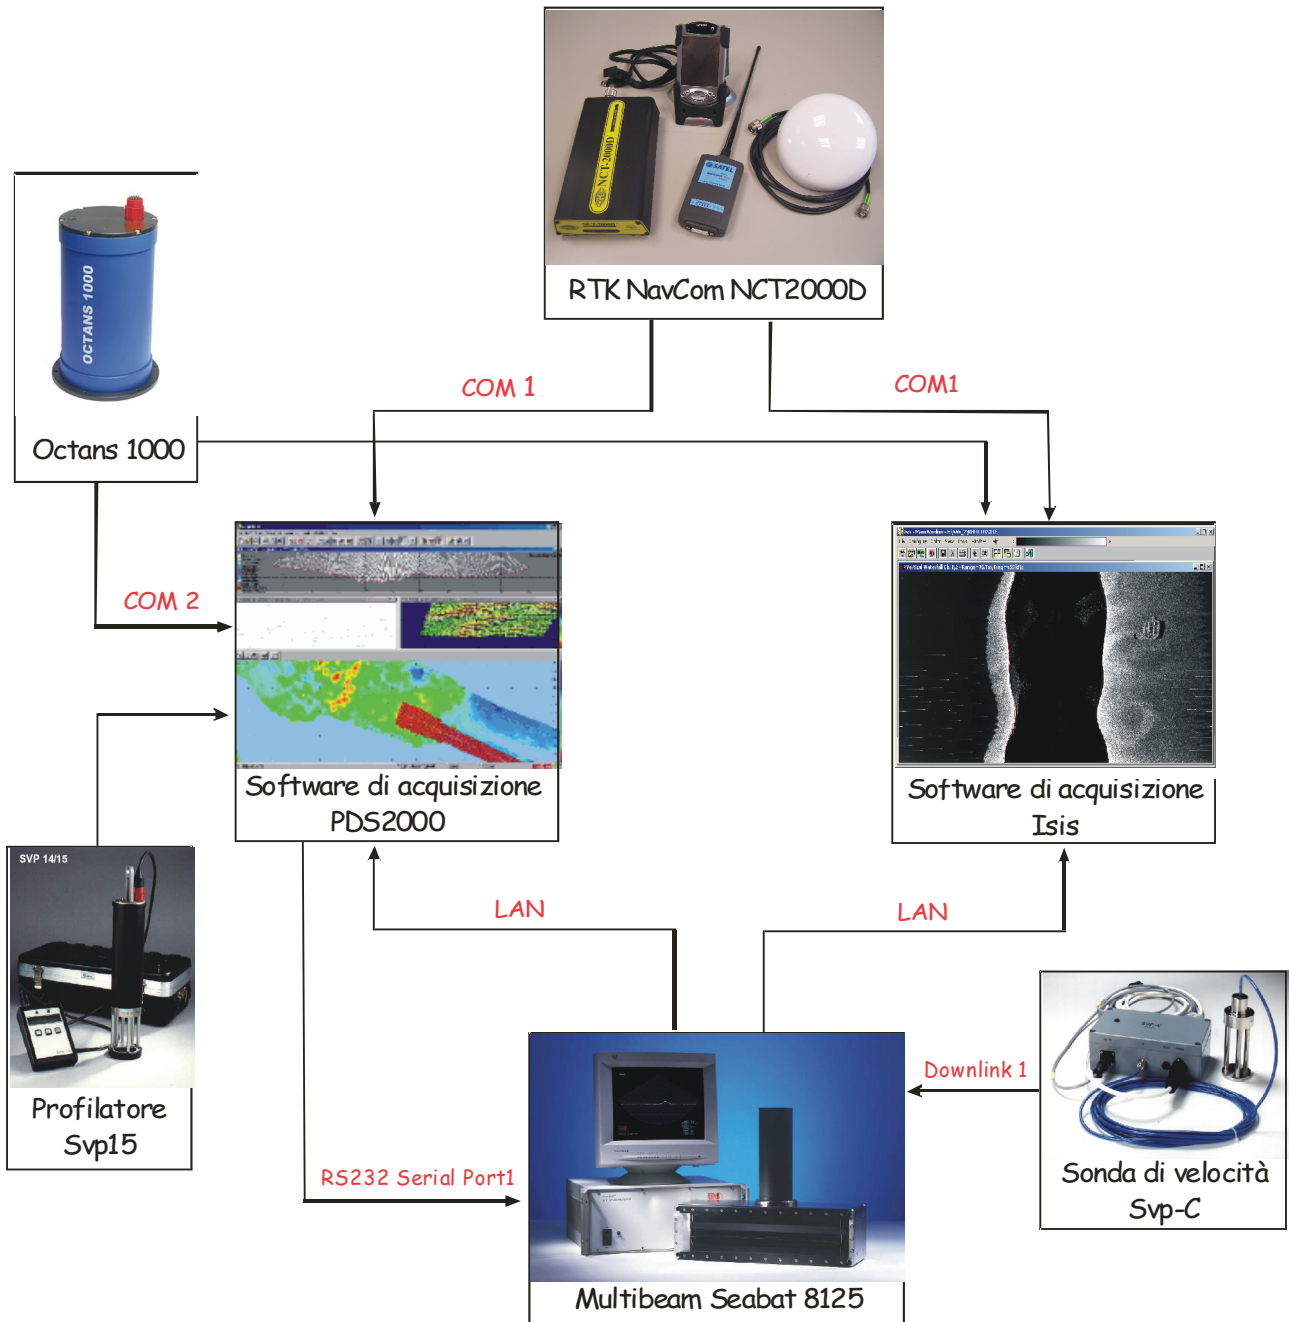 NCT-2000D
SATEL
RTK NavCom NCT2000D
OCTANS 1000
Octans 1000
COM 1
COM1
COM 2
Software di acquisizione
PDS2000
Software di acquisizione
Isis
SVP 14/15
Profilatore
Svp15
LAN
LAN
SVP-C
Downlink 1
Sonda di velocità
Svp-C
RS232 Serial Port1
Multibeam Seabat 8125